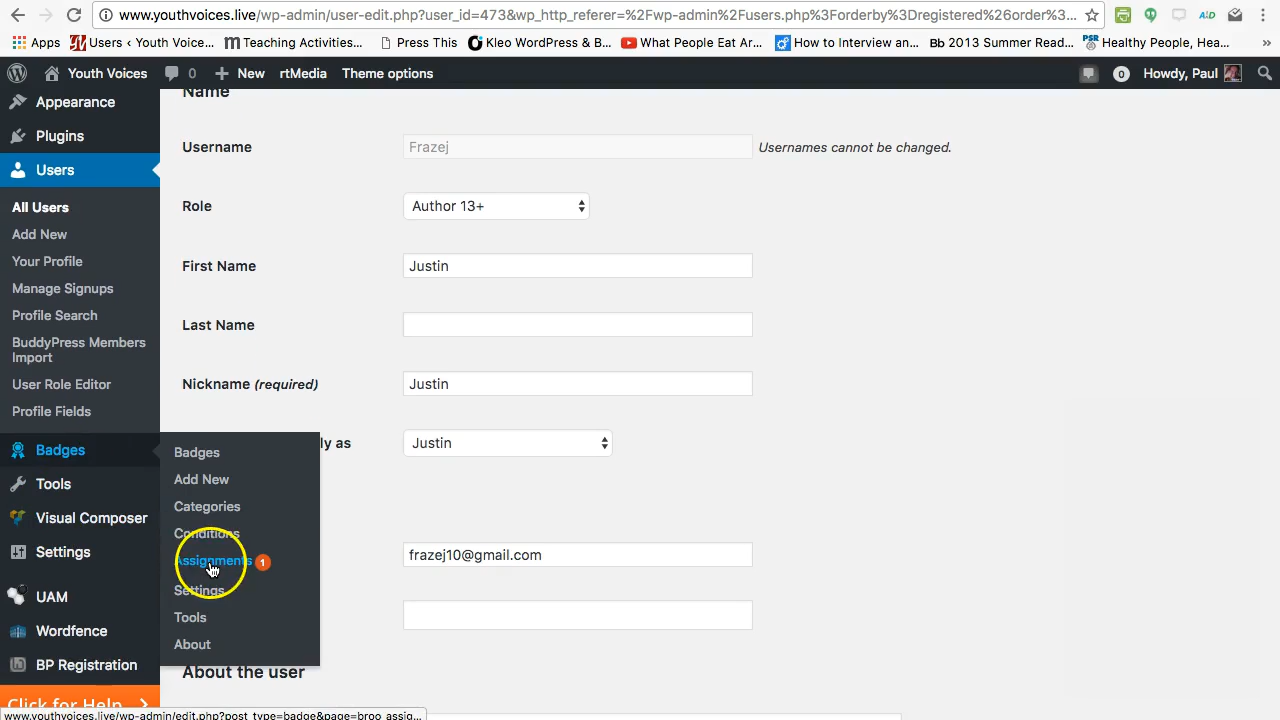 www.youthvoices.live/wp-admin/user-edit.php?user_id=473&wp_http_referer=%2Fwp-admin%2Fusers.php%3Forderby%3Dregistered%26order%3...
Apps Users ‹ Youth Voice... Teaching Activities... Press This Kleo WordPress & B... What People Eat Ar... How to Interview an... Bb 2013 Summer Read... PSR Healthy People, Hea... »
Youth Voices 0 + New rtMedia Theme options 0 Howdy, Paul
Appearance
Plugins
Users
All Users
Add New
Your Profile
Manage Signups
Profile Search
BuddyPress Members
Import
User Role Editor
Profile Fields
Badges
Tools
Visual Composer
Settings
UAM
Wordfence
BP Registration
Click for Help
Badges
Add New
Categories
Conditions
Assignments 1
Settings
Tools
About
Name
Username Frazej Usernames cannot be changed.
Role Author 13+
First Name Justin
Last Name
Nickname (required) Justin
ly as Justin
frazej10@gmail.com
About the user
www.youthvoices.live/wp-admin/edit.php?post_type=badge&page=broo_assig...